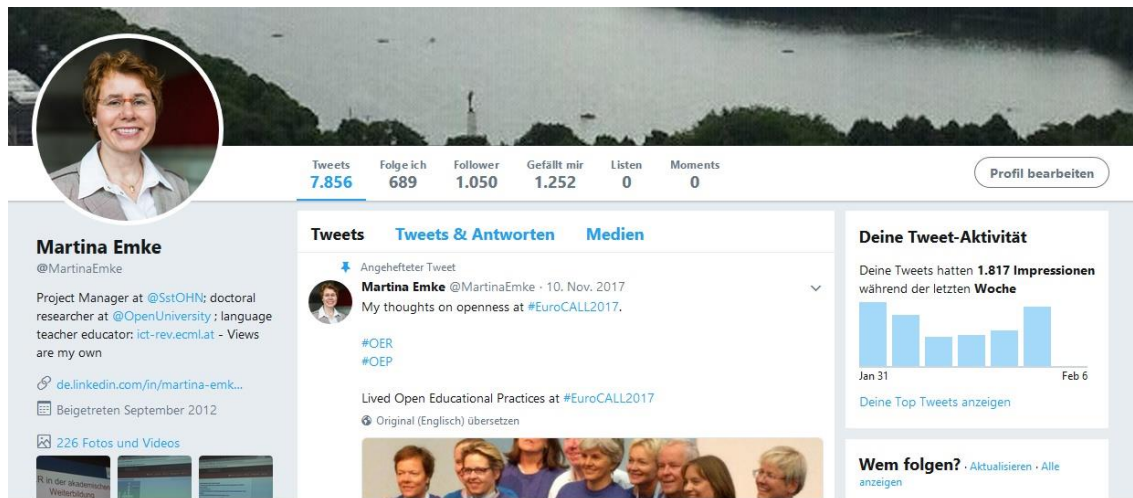 Tweets Folge ich Follower Gefällt mir Listen Moments
7.856 689 1.050 1.252 0 0
Profil bearbeiten
Martina Emke
@MartinaEmke
Project Manager at @SstOHN; doctoral
researcher at @OpenUniversity ; language
teacher educator: ict-rev.ecml.at - Views
are my own
de.linkedin.com/in/martina-emk...
Beigetreten September 2012
226 Fotos und Videos
R in der akademischen
Weiterbildung
Tweets Tweets & Antworten Medien
Angehefteter Tweet
Martina Emke @MartinaEmke · 10. Nov. 2017
My thoughts on openness at #EuroCALL2017.
#OER
#OEP
Lived Open Educational Practices at #EuroCALL2017
Original (Englisch) übersetzen
Deine Tweet-Aktivität
Deine Tweets hatten 1.817 Impressionen
während der letzten Woche
Jan 31 Feb 6
Deine Top Tweets anzeigen
Wem folgen? · Aktualisieren · Alle
anzeigen